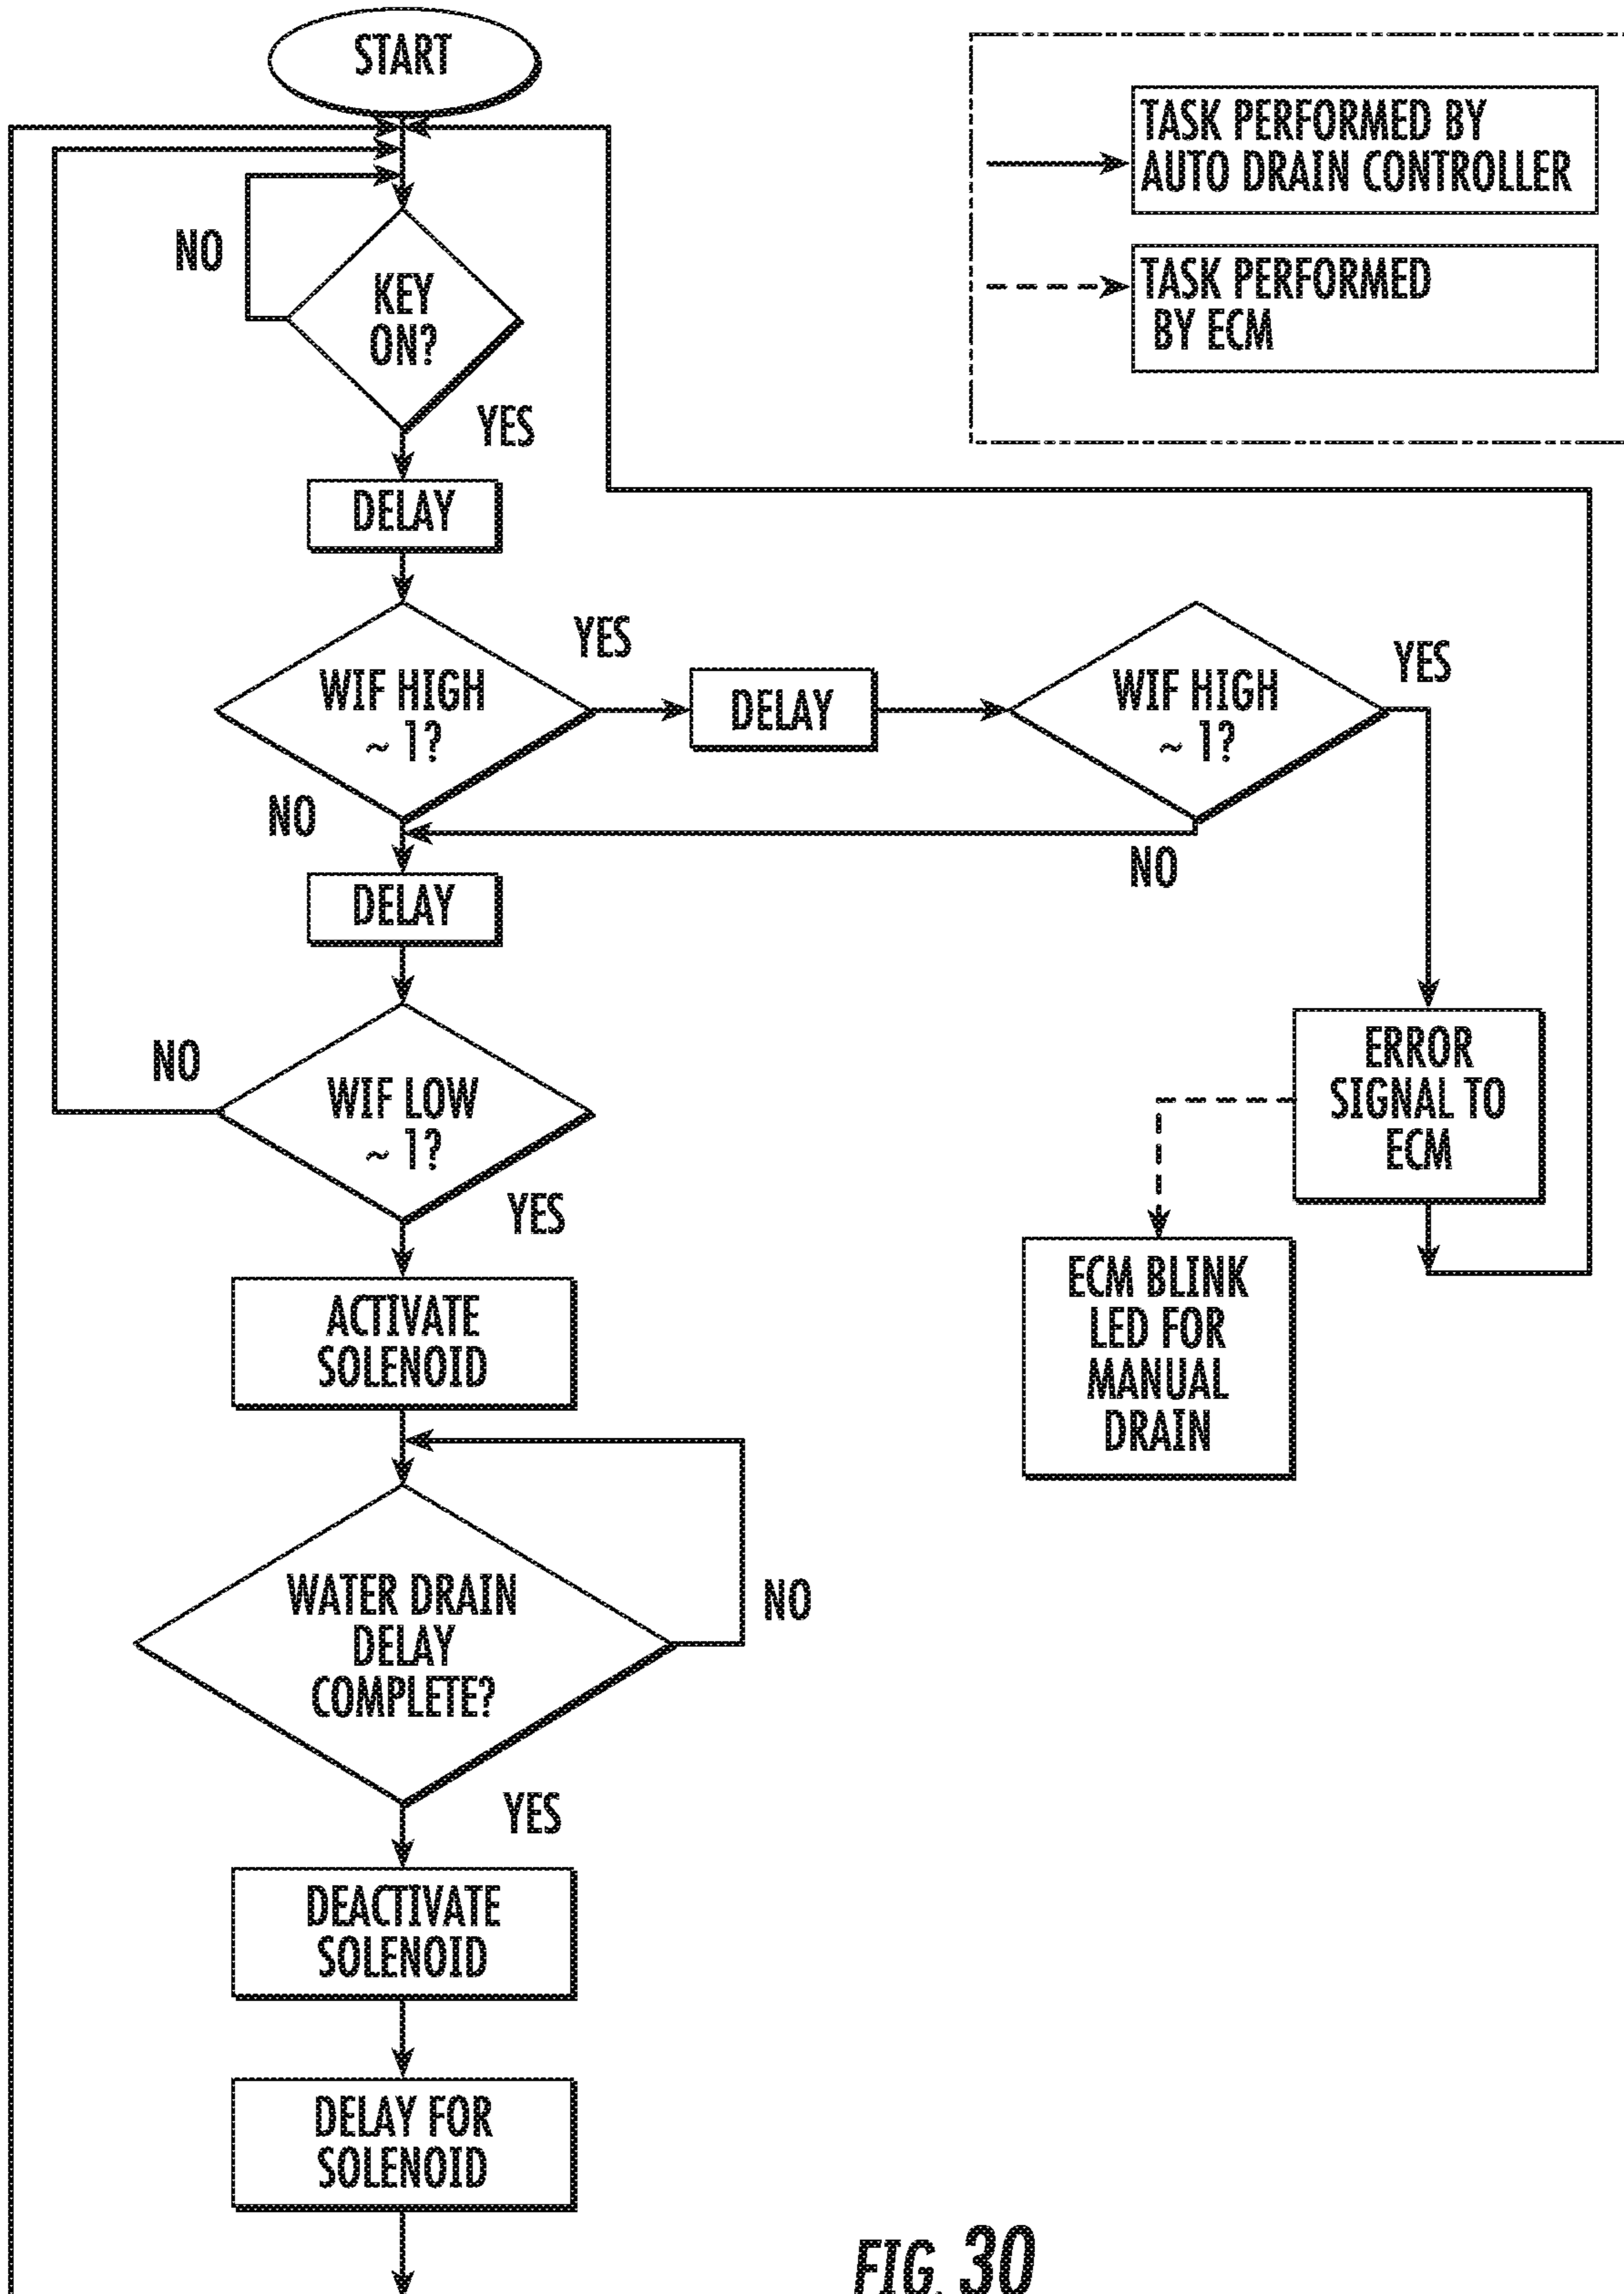 START
TASK PERFORMED BY
AUTO DRAIN CONTROLLER
TASK PERFORMED
BY ECM
NO
KEY
ON?
YES
DELAY
WIF HIGH
~ 1?
YES
NO
DELAY
WIF HIGH
~ 1?
YES
NO
DELAY
WIF LOW
~ 1?
NO
YES
ERROR
SIGNAL TO
ECM
ECM BLINK
LED FOR
MANUAL
DRAIN
ACTIVATE
SOLENOID
WATER DRAIN
DELAY
COMPLETE?
NO
YES
DEACTIVATE
SOLENOID
DELAY FOR
SOLENOID
FIG. 30